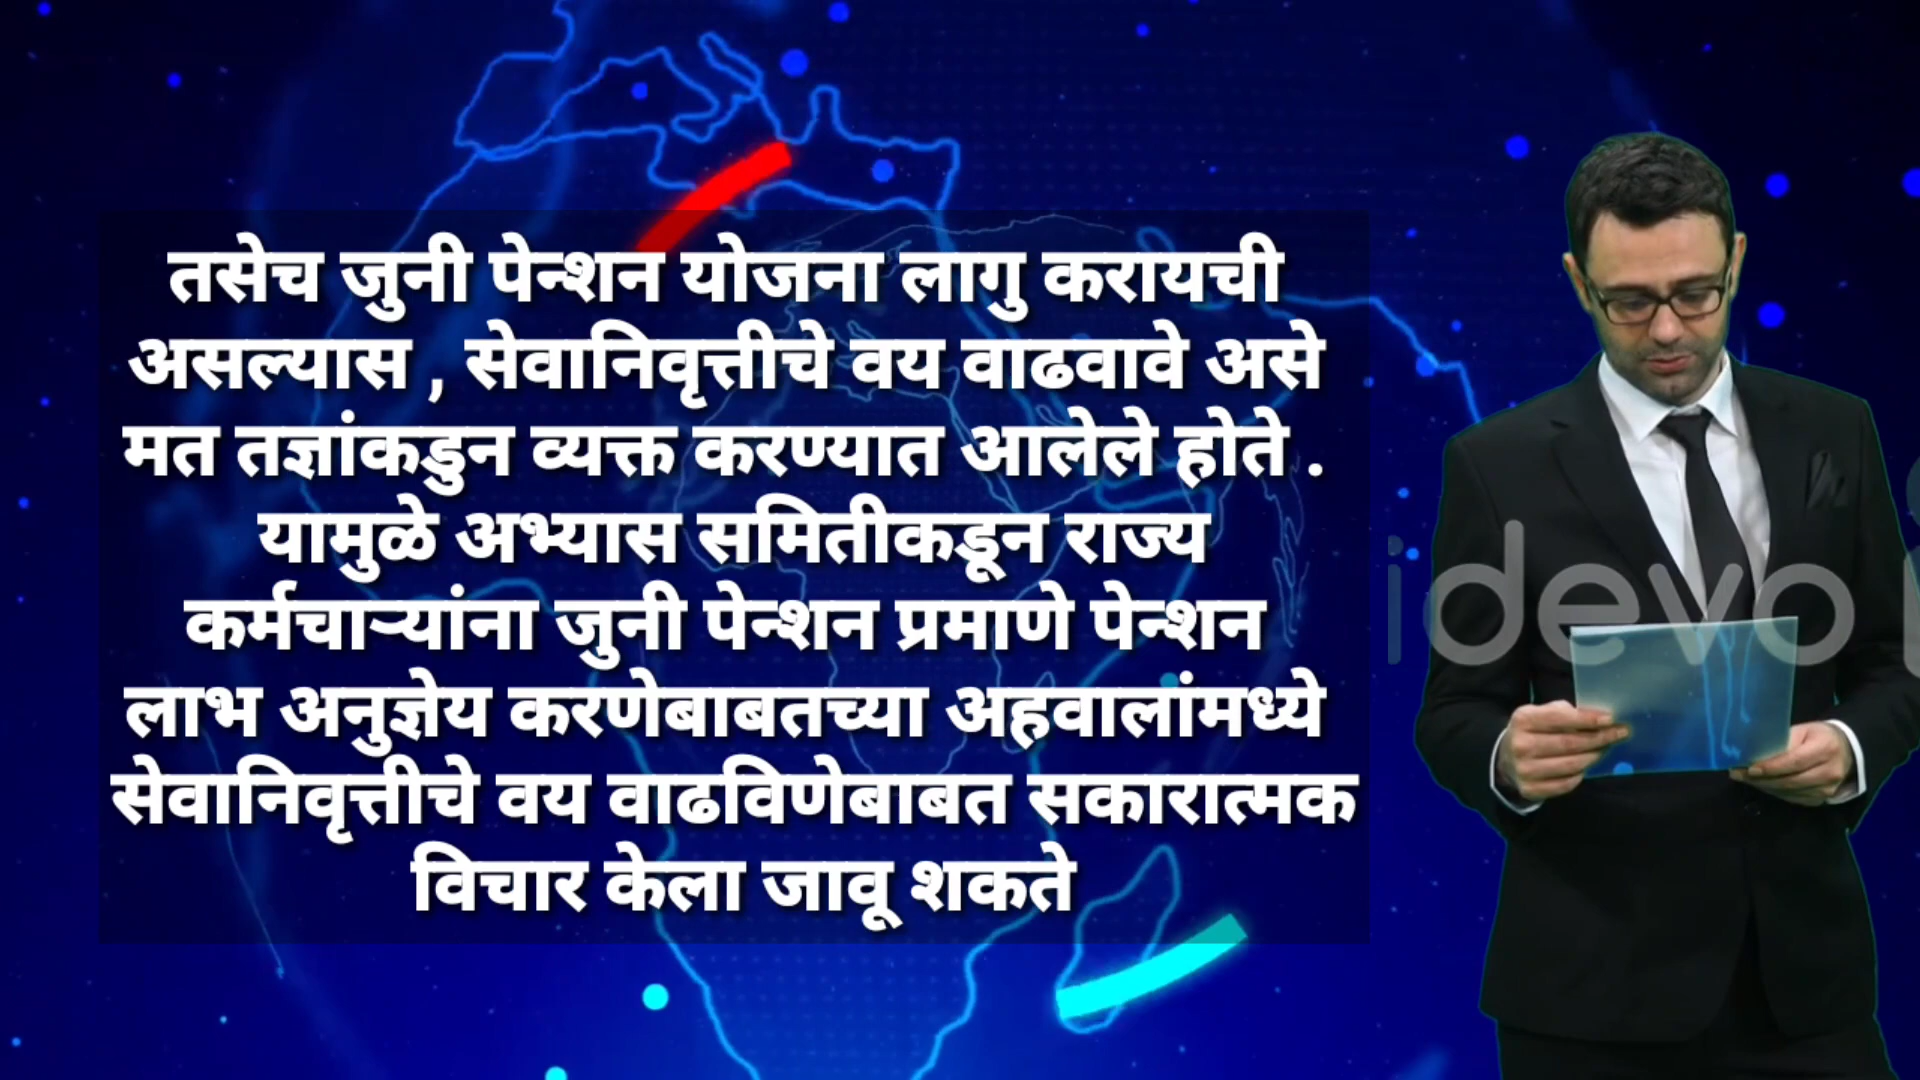 तसेच जुनी पेन्शन योजना लागु करायची
असल्यास , सेवानिवृत्तीचे वय वाढवावे असे
मत तज्ञांकडुन व्यक्त करण्यात आलेले होते .
यामुळे अभ्यास समितीकडून राज्य
कर्मचाऱ्यांना जुनी पेन्शन प्रमाणे पेन्शन
लाभ अनुज्ञेय करणेबाबतच्या अहवालांमध्ये
सेवानिवृत्तीचे वय वाढविणेबाबत सकारात्मक
विचार केला जावू शकते
idevo